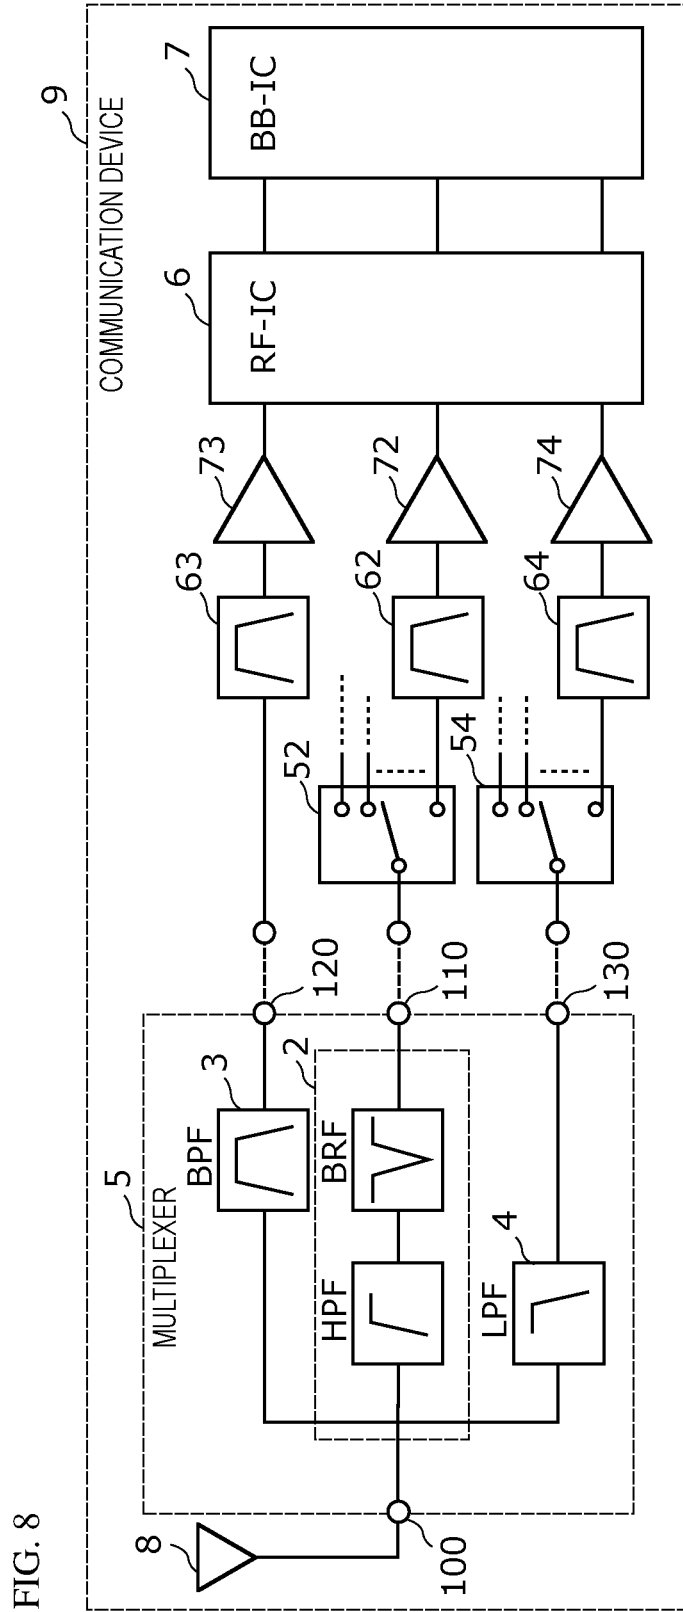 FIG. 8
9
COMMUNICATION DEVICE
8
100
5
MULTIPLEXER
BPF
3
2
HPF
BRF
LPF
4
120
110
130
52
54
63
62
64
73
72
74
6
RF-IC
7
BB-IC